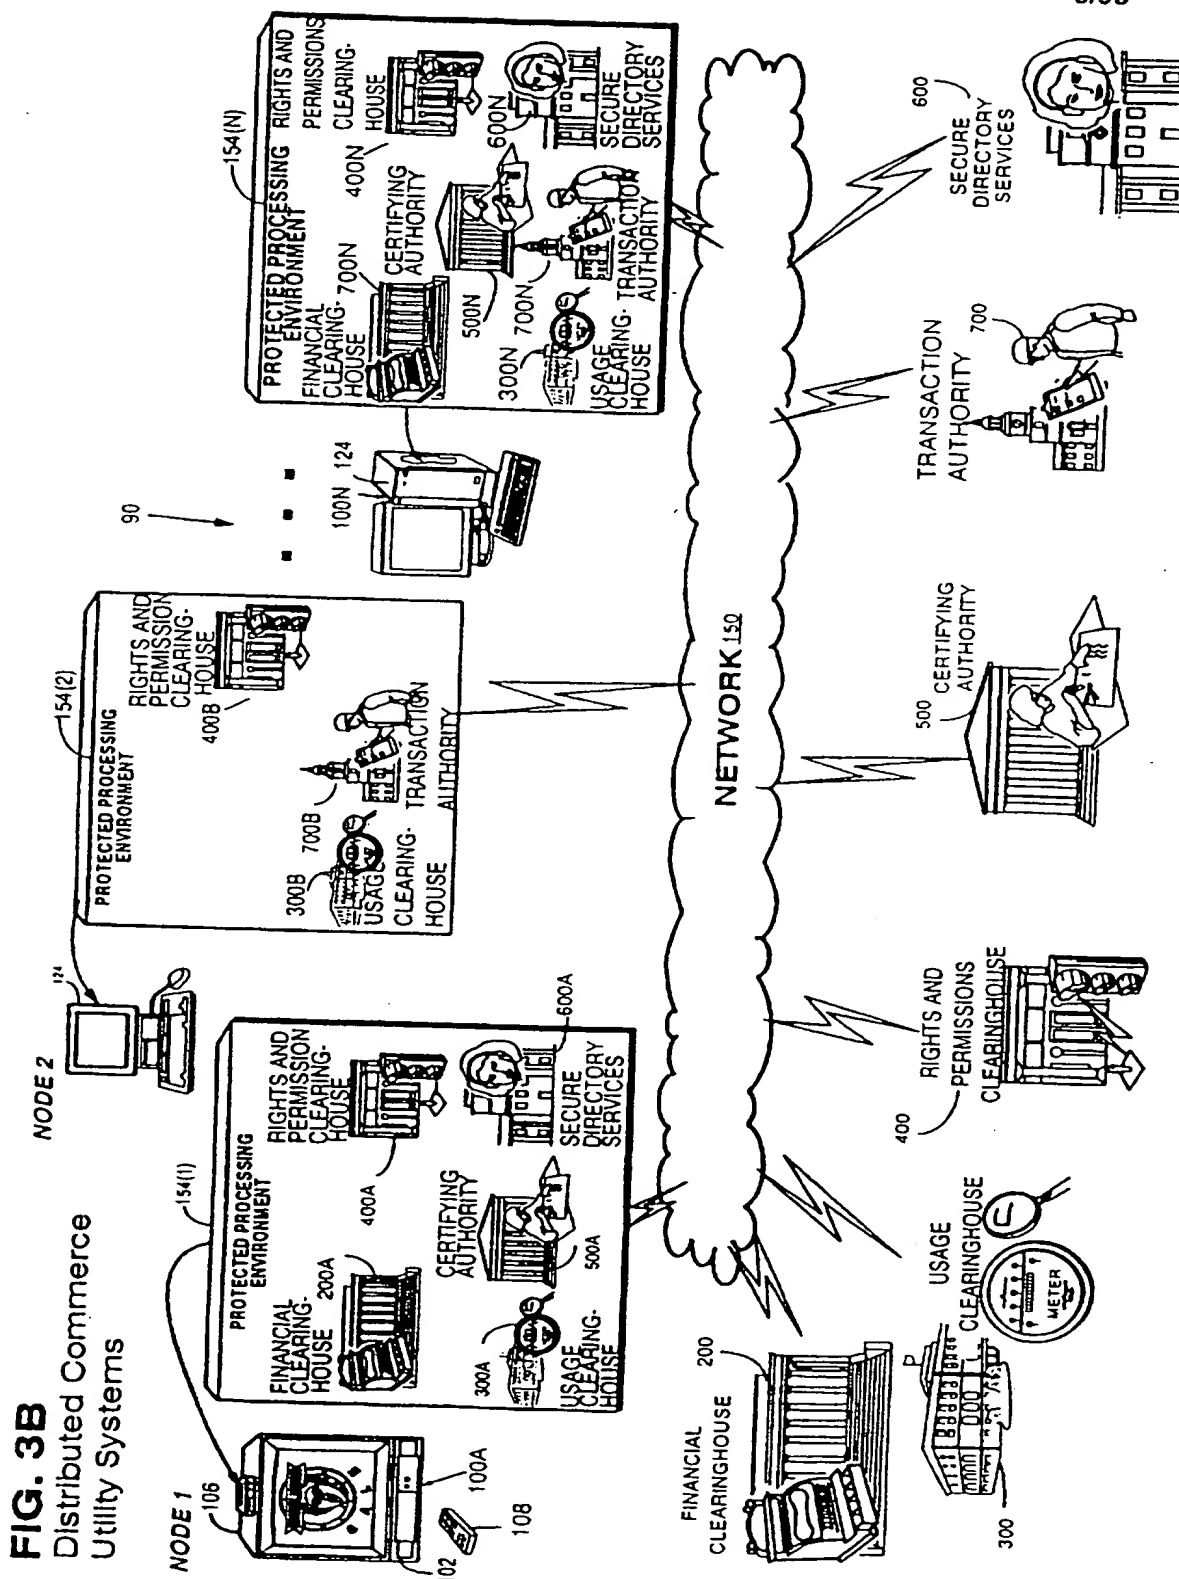 FIG. 3B
Distributed Commerce
Utility Systems
NODE 1
106
102
100A
108
NODE 2
124
154(1)
PROTECTED PROCESSING
ENVIRONMENT
FINANCIAL
CLEARING-
HOUSE
200A
RIGHTS AND
PERMISSION
CLEARING-
HOUSE
400A
300A
USAGE
CLEARING-
HOUSE
CERTIFYING
AUTHORITY
500A
SECURE
DIRECTORY
SERVICES
600A
154(2)
PROTECTED PROCESSING
ENVIRONMENT
RIGHTS AND
PERMISSION
CLEARING-
HOUSE
400B
300B
USAGE
CLEARING-
HOUSE
700B
TRANSACTION
AUTHORITY
90
100N
124
154(N)
PROTECTED PROCESSING
ENVIRONMENT
RIGHTS AND
PERMISSIONS
CLEARING-
HOUSE
400N
FINANCIAL
CLEARING-
HOUSE
700N
CERTIFYING
AUTHORITY
500N
600N
SECURE
DIRECTORY
SERVICES
300N
USAGE
CLEARING-
HOUSE
700N
TRANSACTION
AUTHORITY
NETWORK 150
FINANCIAL
CLEARINGHOUSE
200
USAGE
CLEARINGHOUSE
METER
300
RIGHTS AND
PERMISSIONS
CLEARINGHOUSE
400
500
CERTIFYING
AUTHORITY
TRANSACTION
AUTHORITY
700
600
SECURE
DIRECTORY
SERVICES